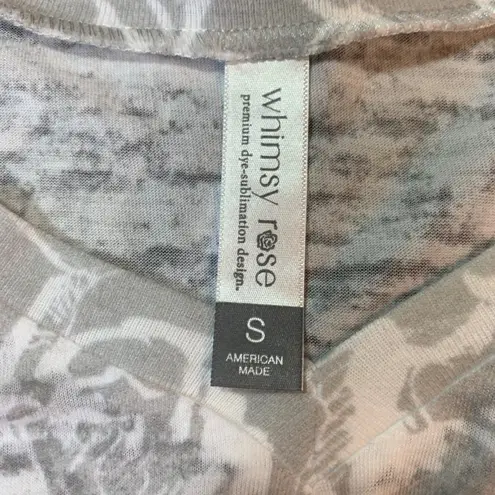 whimsy rose
premium dye-sublimation design.
S
AMERICAN
MADE